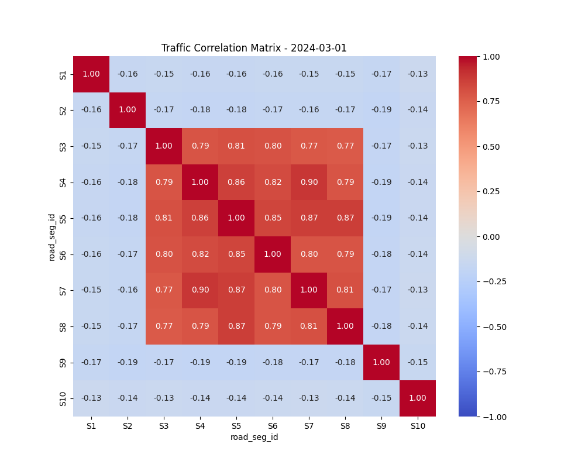 Traffic Correlation Matrix - 2024-03-01
S1 1.00 -0.16 -0.15 -0.16 -0.16 -0.16 -0.15 -0.15 -0.17 -0.13
S2 -0.16 1.00 -0.17 -0.18 -0.18 -0.17 -0.16 -0.17 -0.19 -0.14
S3 -0.15 -0.17 1.00 0.79 0.81 0.80 0.77 0.77 -0.17 -0.13
S4 -0.16 -0.18 0.79 1.00 0.86 0.82 0.90 0.79 -0.19 -0.14
S5 -0.16 -0.18 0.81 0.86 1.00 0.85 0.87 0.87 -0.19 -0.14
S6 -0.16 -0.17 0.80 0.82 0.85 1.00 0.80 0.79 -0.18 -0.14
S7 -0.15 -0.16 0.77 0.90 0.87 0.80 1.00 0.81 -0.17 -0.13
S8 -0.15 -0.17 0.77 0.79 0.87 0.79 0.81 1.00 -0.18 -0.14
S9 -0.17 -0.19 -0.17 -0.19 -0.19 -0.18 -0.17 -0.18 1.00 -0.15
S10 -0.13 -0.14 -0.13 -0.14 -0.14 -0.14 -0.13 -0.14 -0.15 1.00
S1 S2 S3 S4 S5 S6 S7 S8 S9 S10
road_seg_id
road_seg_id
1.00
0.75
0.50
0.25
0.00
−0.25
−0.50
−0.75
−1.00